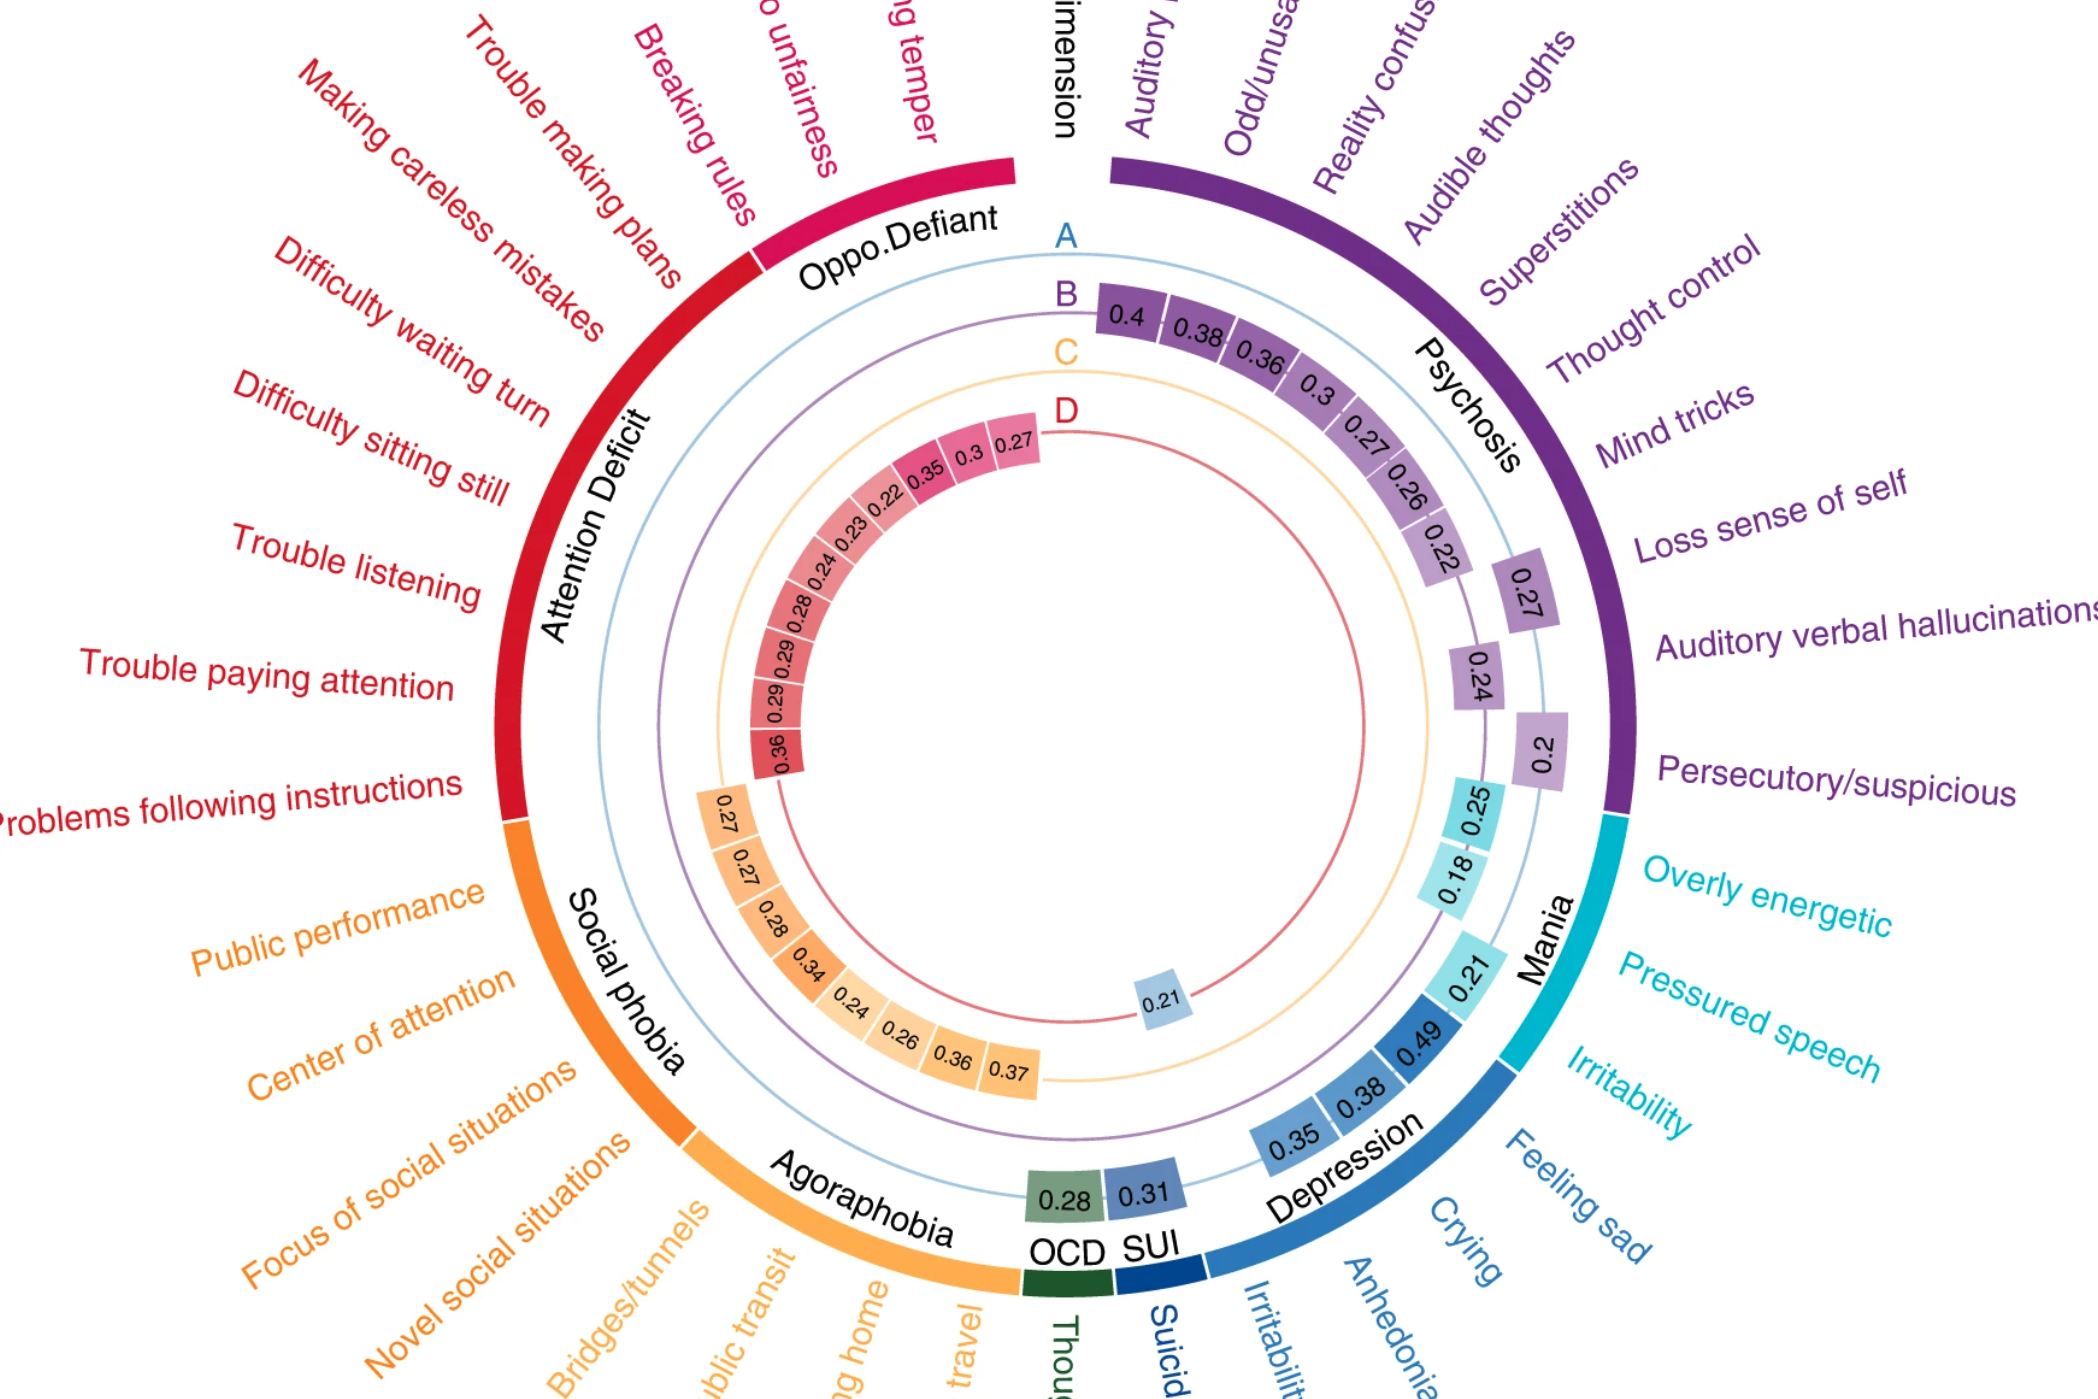 imension
Auditory
Odd/unusa
Reality confus
Audible thoughts
Superstitions
Thought control
Mind tricks
Loss sense of self
Auditory verbal hallucinations
Persecutory/suspicious
Overly energetic
Pressured speech
Irritability
Feeling sad
Crying
Anhedonia
Irritabilit
Suicid
Thoug
travel
ng home
ublic transit
Bridges/tunnels
Novel social situations
Focus of social situations
Center of attention
Public performance
Problems following instructions
Trouble paying attention
Trouble listening
Difficulty sitting still
Difficulty waiting turn
Making careless mistakes
Trouble making plans
Breaking rules
o unfairness
ng temper
Psychosis
Mania
Depression
SUI
OCD
Agoraphobia
Social phobia
Attention Deficit
Oppo.Defiant
A
0.27
0.2
0.21
0.49
0.38
0.35
0.31
0.28
B
0.4
0.38
0.36
0.3
0.27
0.26
0.22
0.24
0.25
0.18
C
0.37
0.36
0.26
0.24
0.34
0.28
0.27
0.27
D
0.21
0.36
0.29
0.29
0.28
0.24
0.23
0.22
0.35
0.3
0.27